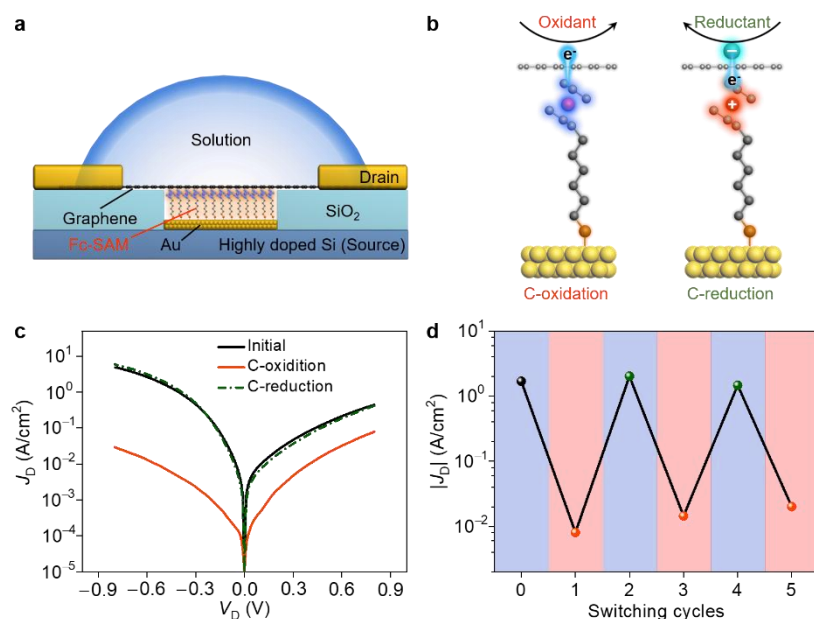 a
Solution
Drain
Graphene
SiO2
Fc-SAM
Au
Highly doped Si (Source)
b
Oxidant
Reductant
e-
−
e-
+
C-oxidation
C-reduction
c
Initial
C-oxidition
C-reduction
10^1
10^0
10^-1
10^-2
10^-3
10^-4
10^-5
JD (A/cm2)
−0.9 −0.6 −0.3 0.0 0.3 0.6 0.9
VD (V)
d
10^0
10^-1
10^-2
|JD| (A/cm2)
0 1 2 3 4 5
Switching cycles